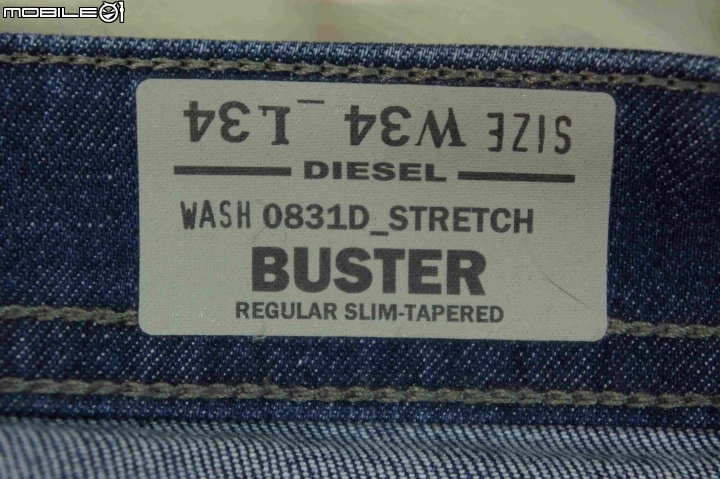 MOBILE01
SIZE W34_L34
DIESEL
WASH 0831D_STRETCH
BUSTER
REGULAR SLIM-TAPERED